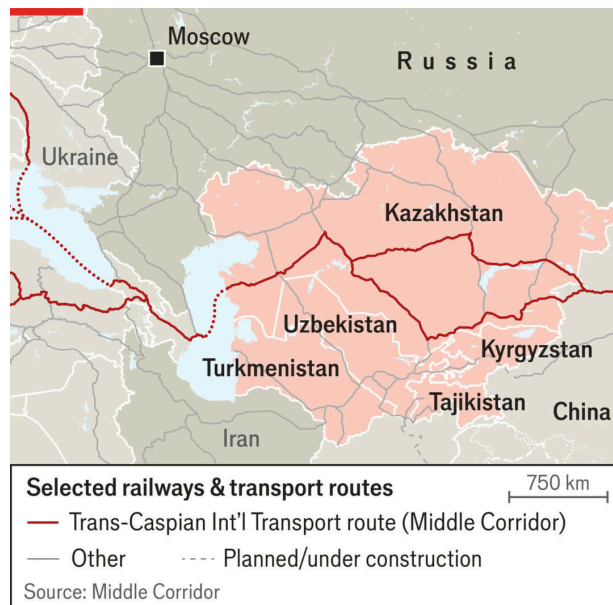 Moscow
Russia
Ukraine
Kazakhstan
Uzbekistan
Kyrgyzstan
Turkmenistan
Tajikistan
China
Iran
Selected railways & transport routes
750 km
Trans-Caspian Int'l Transport route (Middle Corridor)
Other
Planned/under construction
Source: Middle Corridor